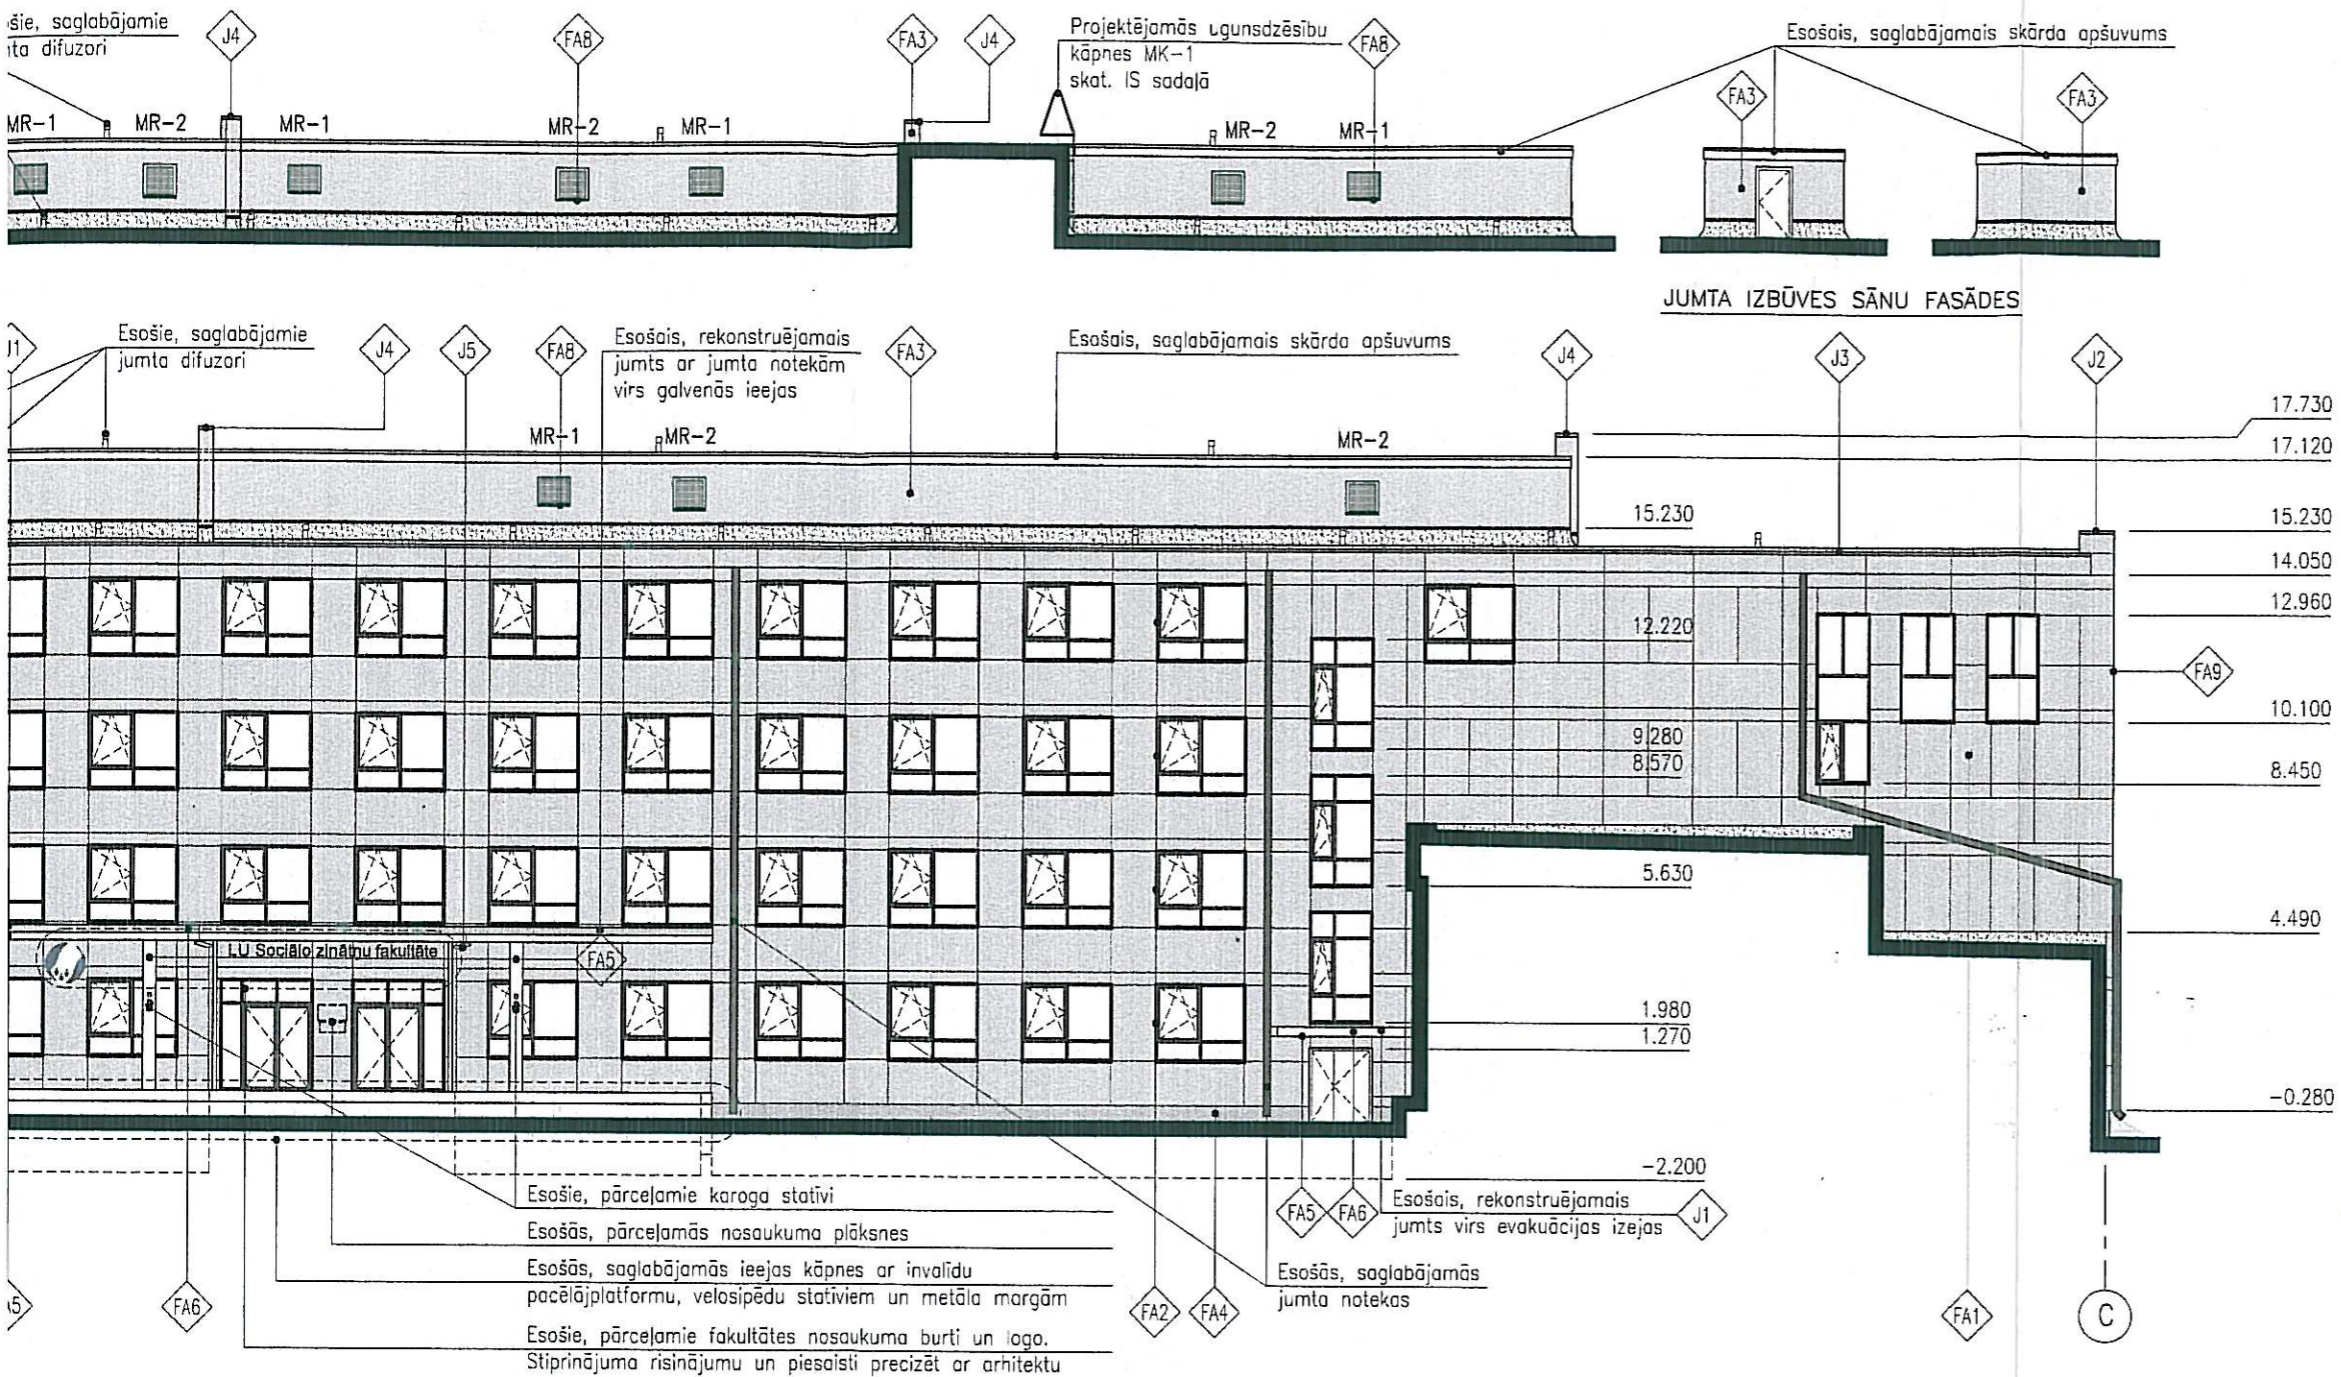 šie, saglabājamie
ta difuzori
J4
FA8
FA3
J4
Projektējamās ugunsdzēsību
kāpnes MK-1
skat. IS sadaļā
FA8
Esošais, saglabājamais skārda apšuvums
FA3
FA3
MR-1
MR-2
MR-1
MR-2
MR-1
MR-2
MR-1
JUMTA IZBŪVES SĀNU FASĀDES
J1
Esošie, saglabājamie
jumta difuzori
J4
J5
FA8
Esošais, rekonstruējamais
jumts ar jumta notekām
virs galvenās ieejas
FA3
Esošais, saglabājamais skārda apšuvums
J4
J3
J2
17.730
17.120
MR-1
MR-2
MR-2
15.230
15.230
14.050
12.960
12.220
FA9
10.100
9.280
8.570
8.450
5.630
4.490
LU Sociālo zinātņu fakultāte
FA5
1.980
1.270
-0.280
-2.200
Esošie, pārceļamie karoga statīvi
Esošās, pārceļamās nosaukuma plāksnes
Esošās, saglabājamās ieejas kāpnes ar invalīdu
pacēlājplatformu, velosipēdu statīviem un metāla margām
Esošie, pārceļamie fakultātes nosaukuma burti un logo.
Stiprinājuma risinājumu un piesaisti precizēt ar arhitektu
FA5
FA6
Esošais, rekonstruējamais
jumts virs evakuācijas izejas
J1
Esošās, saglabājamās
jumta notekas
A5
FA6
FA2
FA4
FA1
C